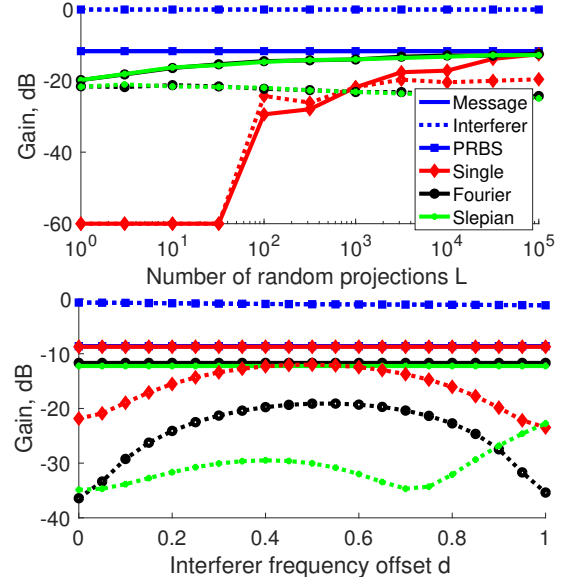 0
-20
-40
-60
Gain, dB
10^0
10^1
10^2
10^3
10^4
10^5
Number of random projections L
Message
Interferer
PRBS
Single
Fourier
Slepian
0
-10
-20
-30
-40
Gain, dB
0
0.2
0.4
0.6
0.8
1
Interferer frequency offset d